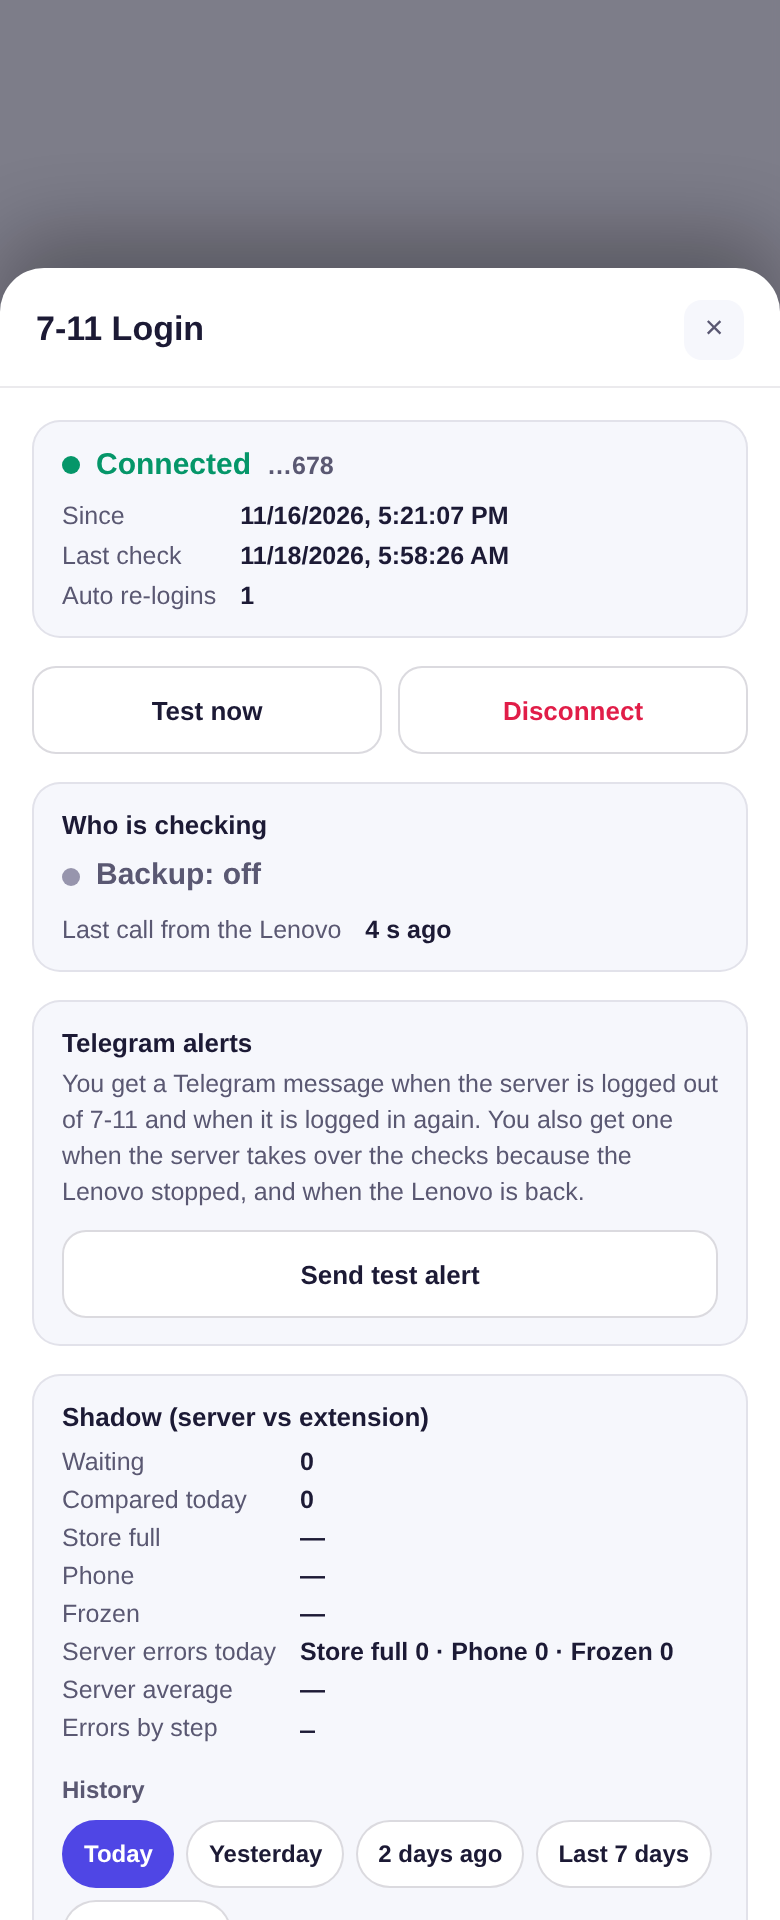 7-11 Login
×
Connected …678
Since 11/16/2026, 5:21:07 PM
Last check 11/18/2026, 5:58:26 AM
Auto re-logins 1
Test now
Disconnect
Who is checking
Backup: off
Last call from the Lenovo 4 s ago
Telegram alerts
You get a Telegram message when the server is logged out
of 7-11 and when it is logged in again. You also get one
when the server takes over the checks because the
Lenovo stopped, and when the Lenovo is back.
Send test alert
Shadow (server vs extension)
Waiting 0
Compared today 0
Store full —
Phone —
Frozen —
Server errors today Store full 0 · Phone 0 · Frozen 0
Server average —
Errors by step –
History
Today
Yesterday
2 days ago
Last 7 days